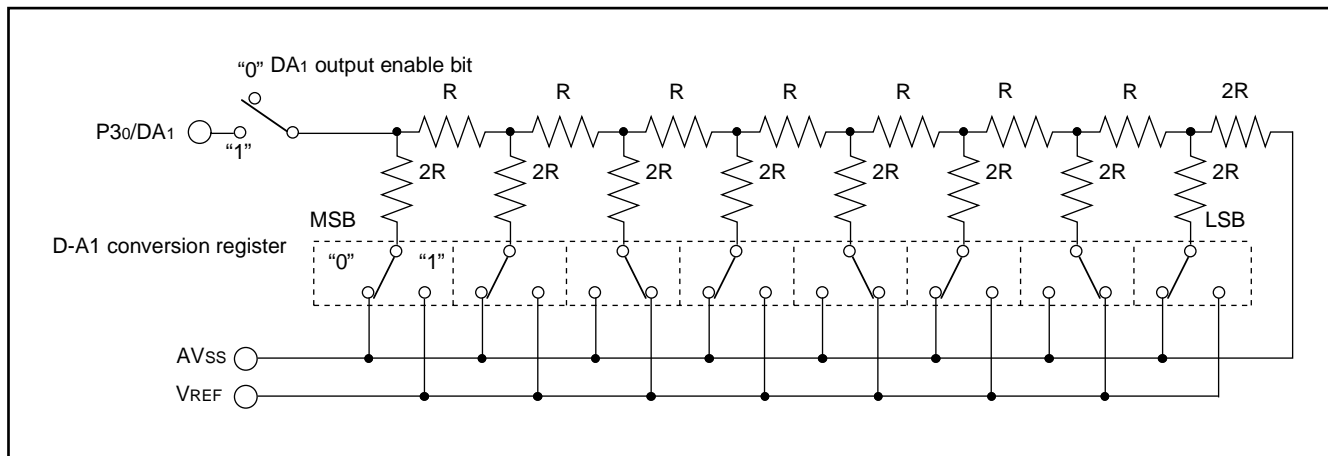 “0” DA1 output enable bit
R R R R R R R 2R
P30/DA1
“1”
2R 2R 2R 2R 2R 2R 2R 2R
MSB LSB
D-A1 conversion register
“0” “1”
AVSS
VREF